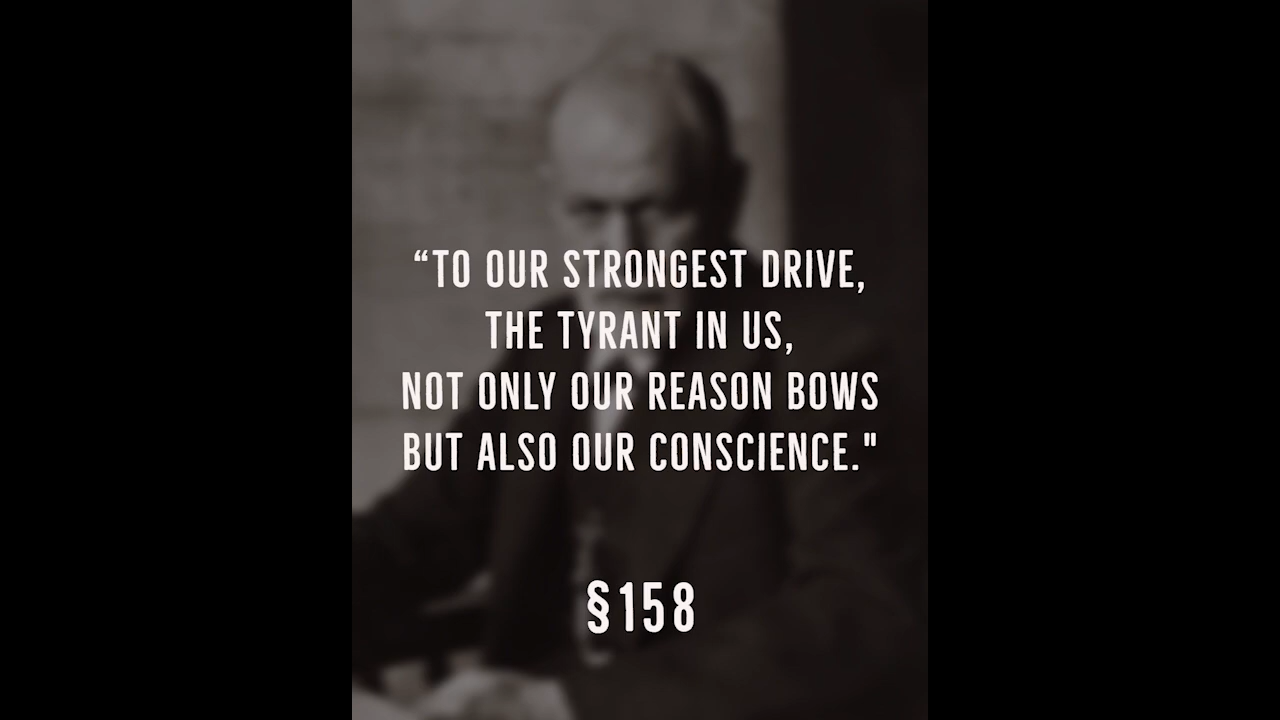 “TO OUR STRONGEST DRIVE,
THE TYRANT IN US,
NOT ONLY OUR REASON BOWS
BUT ALSO OUR CONSCIENCE."
§158